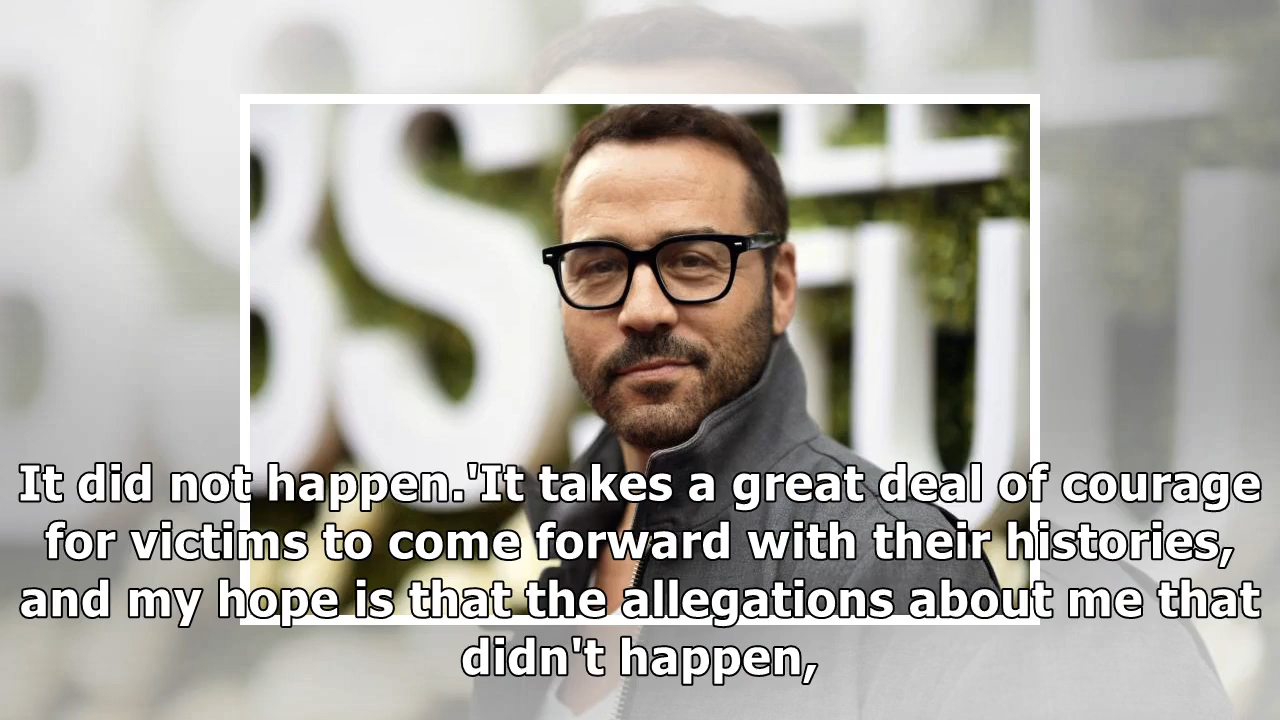 BS
It did not happen.'It takes a great deal of courage
for victims to come forward with their histories,
and my hope is that the allegations about me that
didn't happen,